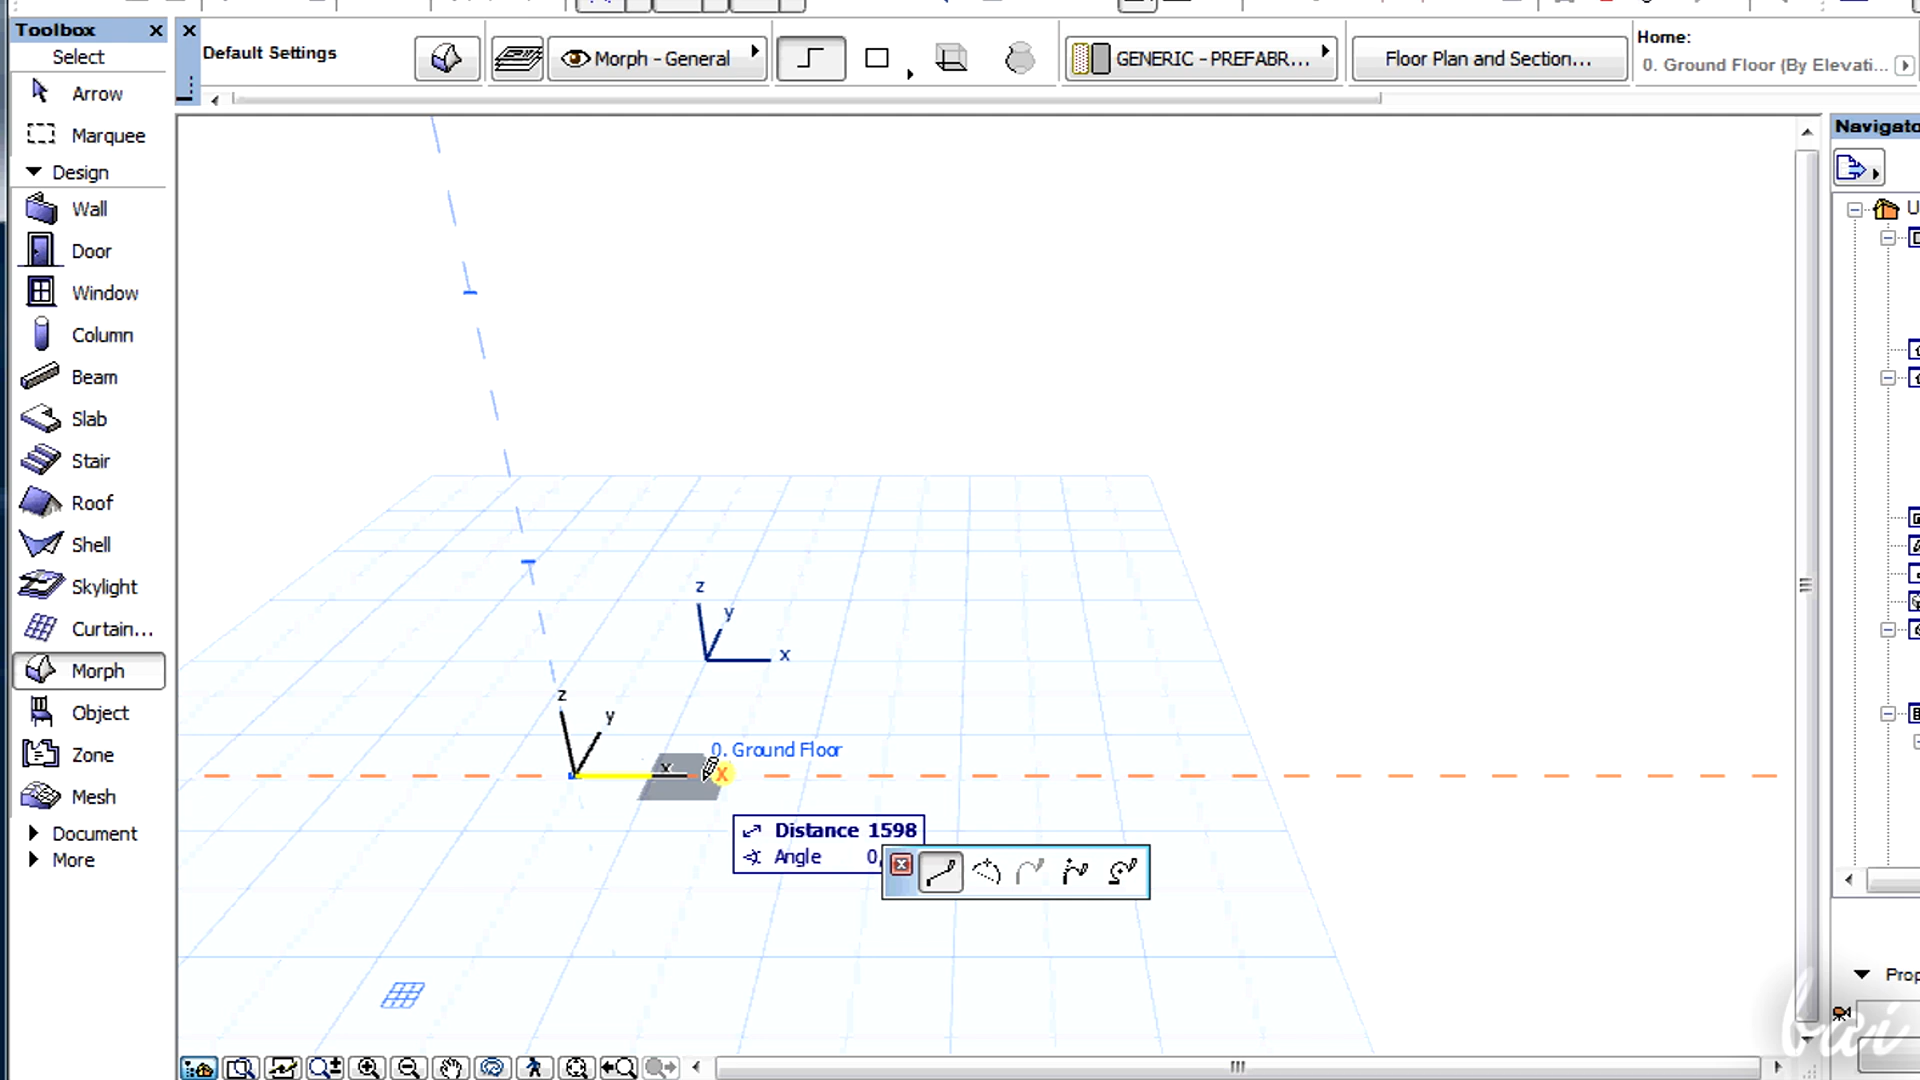 Toolbox
Select
Arrow
Marquee
Design
Wall
Door
Window
Column
Beam
Slab
Stair
Roof
Shell
Skylight
Curtain...
Morph
Object
Zone
Mesh
Document
More
Default Settings
Morph - General
GENERIC - PREFABR...
Floor Plan and Section...
Home:
0. Ground Floor (By Elevati...
Navigato
U
z
y
x
z
y
x
0. Ground Floor
x
Distance 1598
Angle 0,
Prop
bai